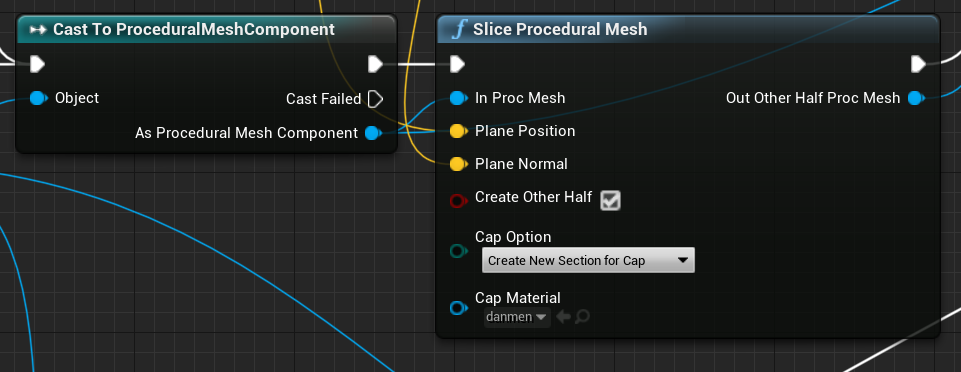 Cast To ProceduralMeshComponent
Object
Cast Failed
As Procedural Mesh Component
Slice Procedural Mesh
In Proc Mesh
Out Other Half Proc Mesh
Plane Position
Plane Normal
Create Other Half
Cap Option
Create New Section for Cap
Cap Material
danmen